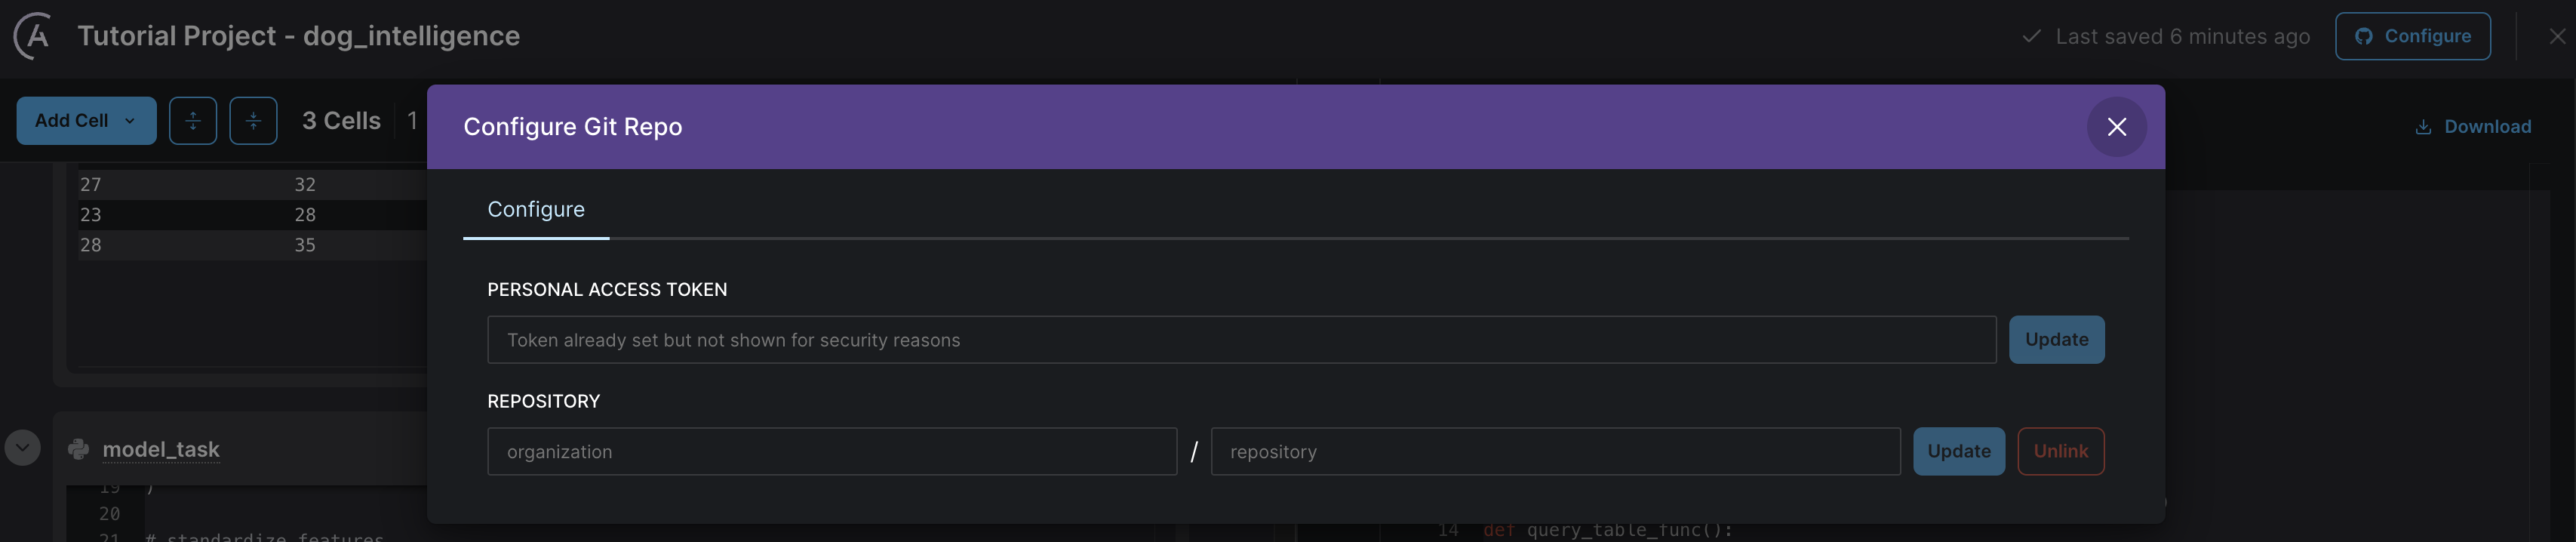 Tutorial Project - dog_intelligence
Last saved 6 minutes ago
Configure
Add Cell
3 Cells
1
Download
Configure Git Repo
27 32
23 28
28 35
Configure
PERSONAL ACCESS TOKEN
Token already set but not shown for security reasons
Update
REPOSITORY
organization / repository
Update
Unlink
model_task
19 )
20
21 # standardize features
14 def query_table_func():